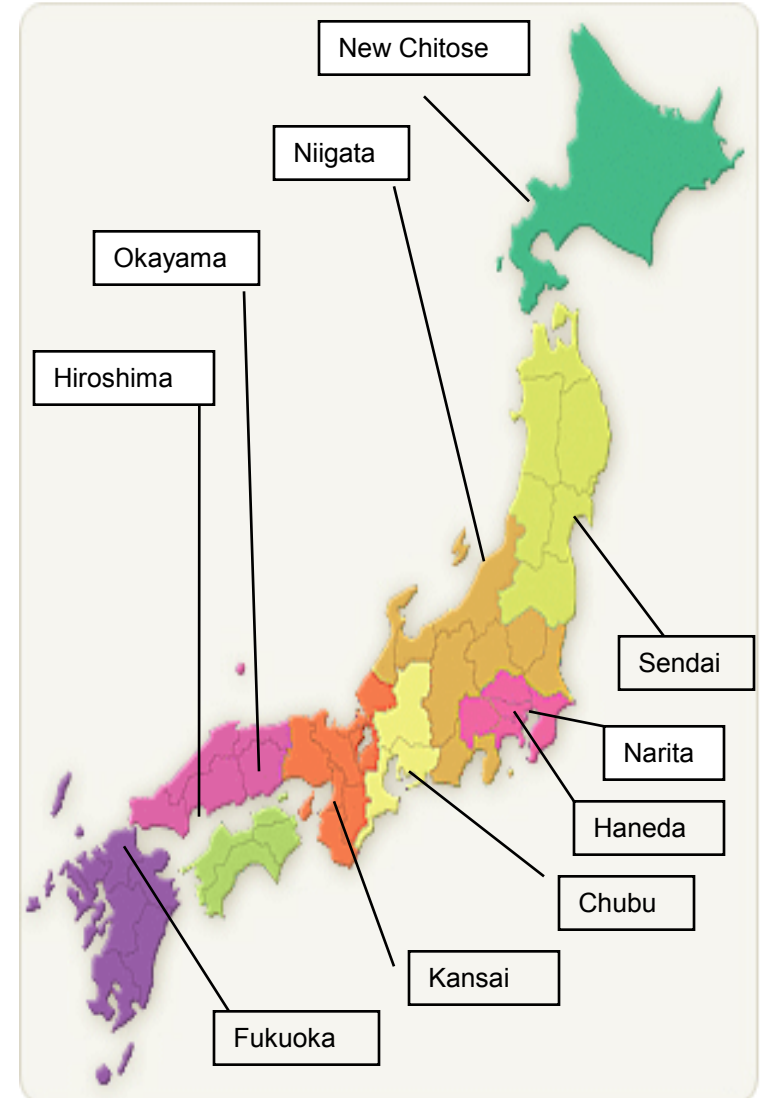 New Chitose
Niigata
Okayama
Hiroshima
Sendai
Narita
Haneda
Chubu
Kansai
Fukuoka